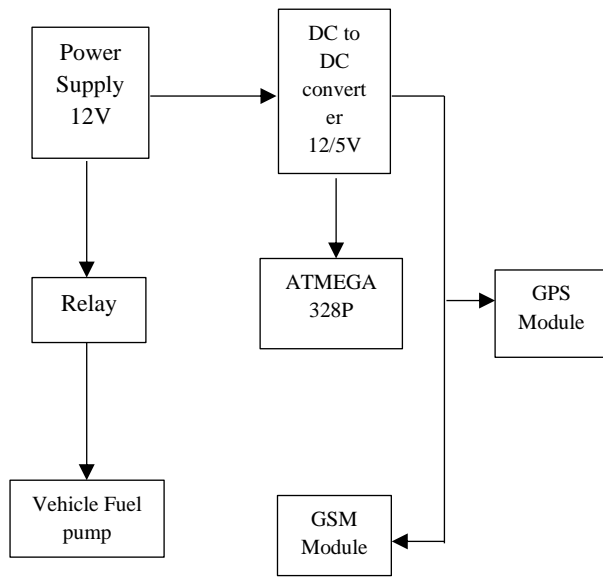 Power
Supply
12V
DC to
DC
convert
er
12/5V
ATMEGA
328P
GPS
Module
Relay
Vehicle Fuel
pump
GSM
Module